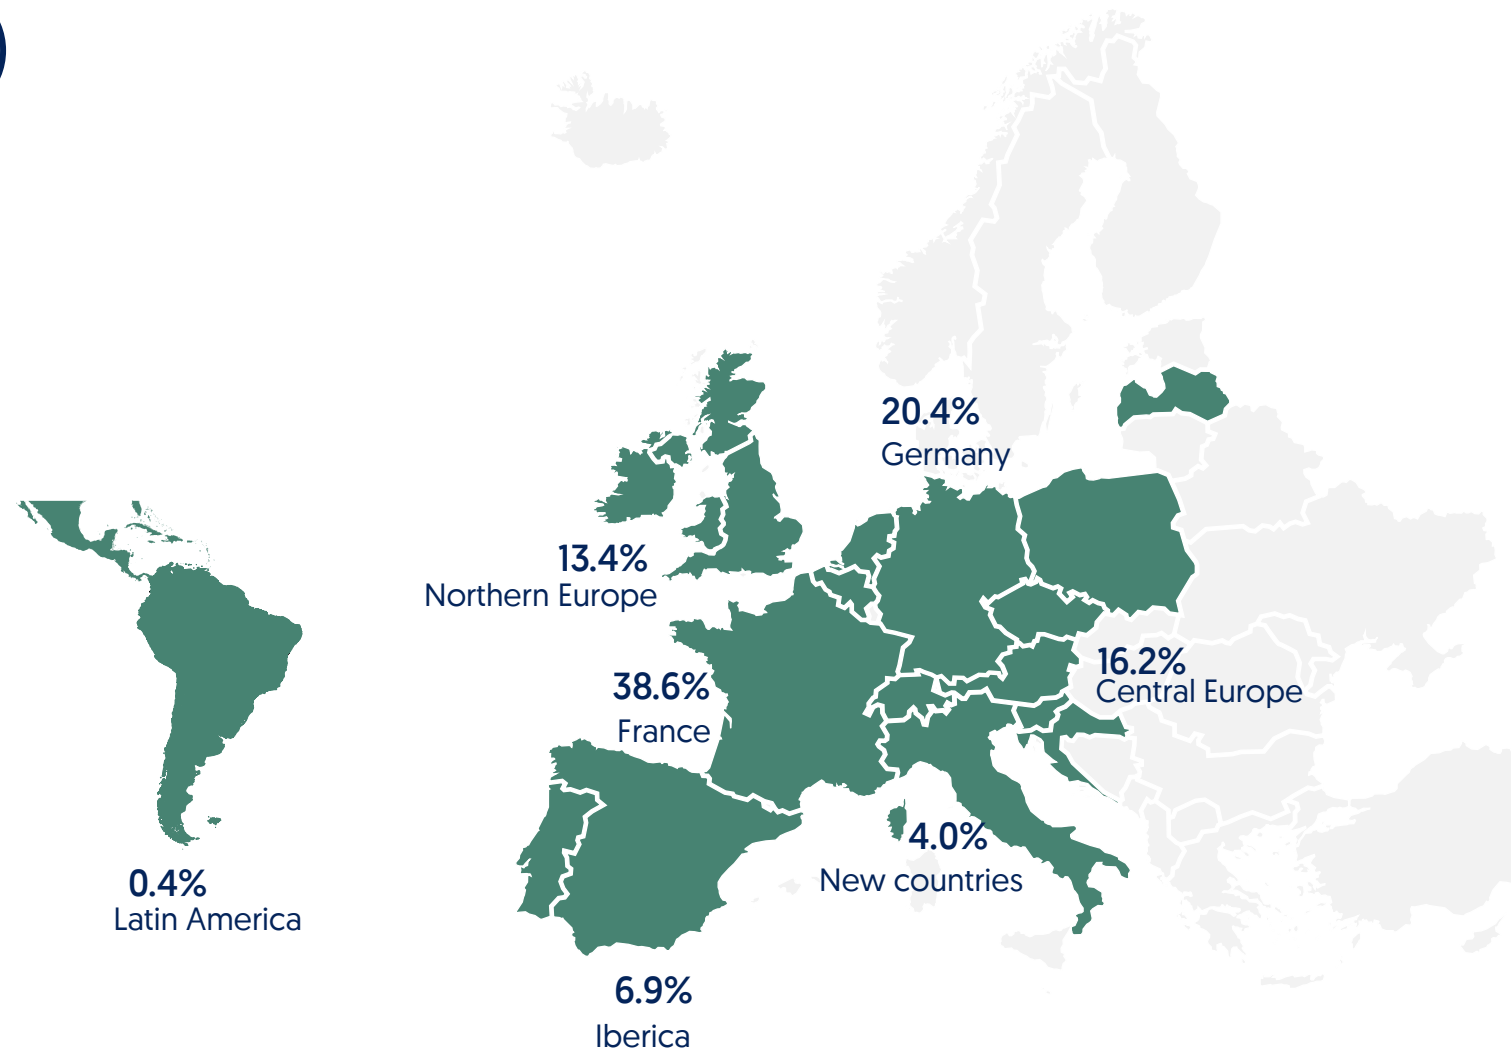 20.4%
Germany
13.4%
Northern Europe
38.6%
France
16.2%
Central Europe
4.0%
New countries
0.4%
Latin America
6.9%
Iberica